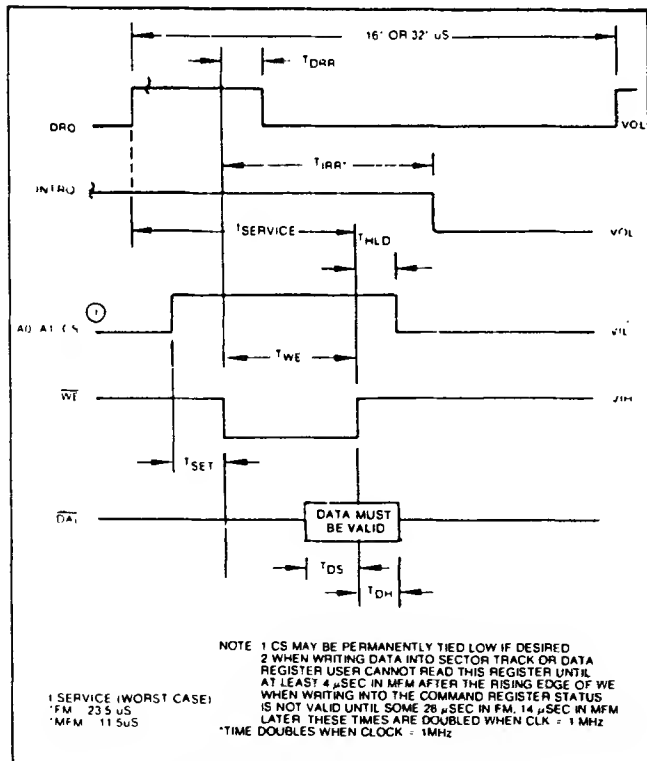 16* OR 32* uS
TDRR
DRQ
VOL
TIRR*
INTRQ
VOL
TSERVICE
THLD
1
A0 A1 CS
VIL
TWE
WE
VIH
TSET
DAL
DATA MUST
BE VALID
TDS
TDH
NOTE 1 CS MAY BE PERMANENTLY TIED LOW IF DESIRED
2 WHEN WRITING DATA INTO SECTOR TRACK OR DATA
REGISTER USER CANNOT READ THIS REGISTER UNTIL
AT LEAST 4 µSEC IN MFM AFTER THE RISING EDGE OF WE
WHEN WRITING INTO THE COMMAND REGISTER STATUS
IS NOT VALID UNTIL SOME 28 µSEC IN FM, 14 µSEC IN MFM
LATER THESE TIMES ARE DOUBLED WHEN CLK = 1 MHz
*TIME DOUBLES WHEN CLOCK = 1MHz
SERVICE (WORST CASE)
*FM 23.5 uS
*MFM 11.5uS